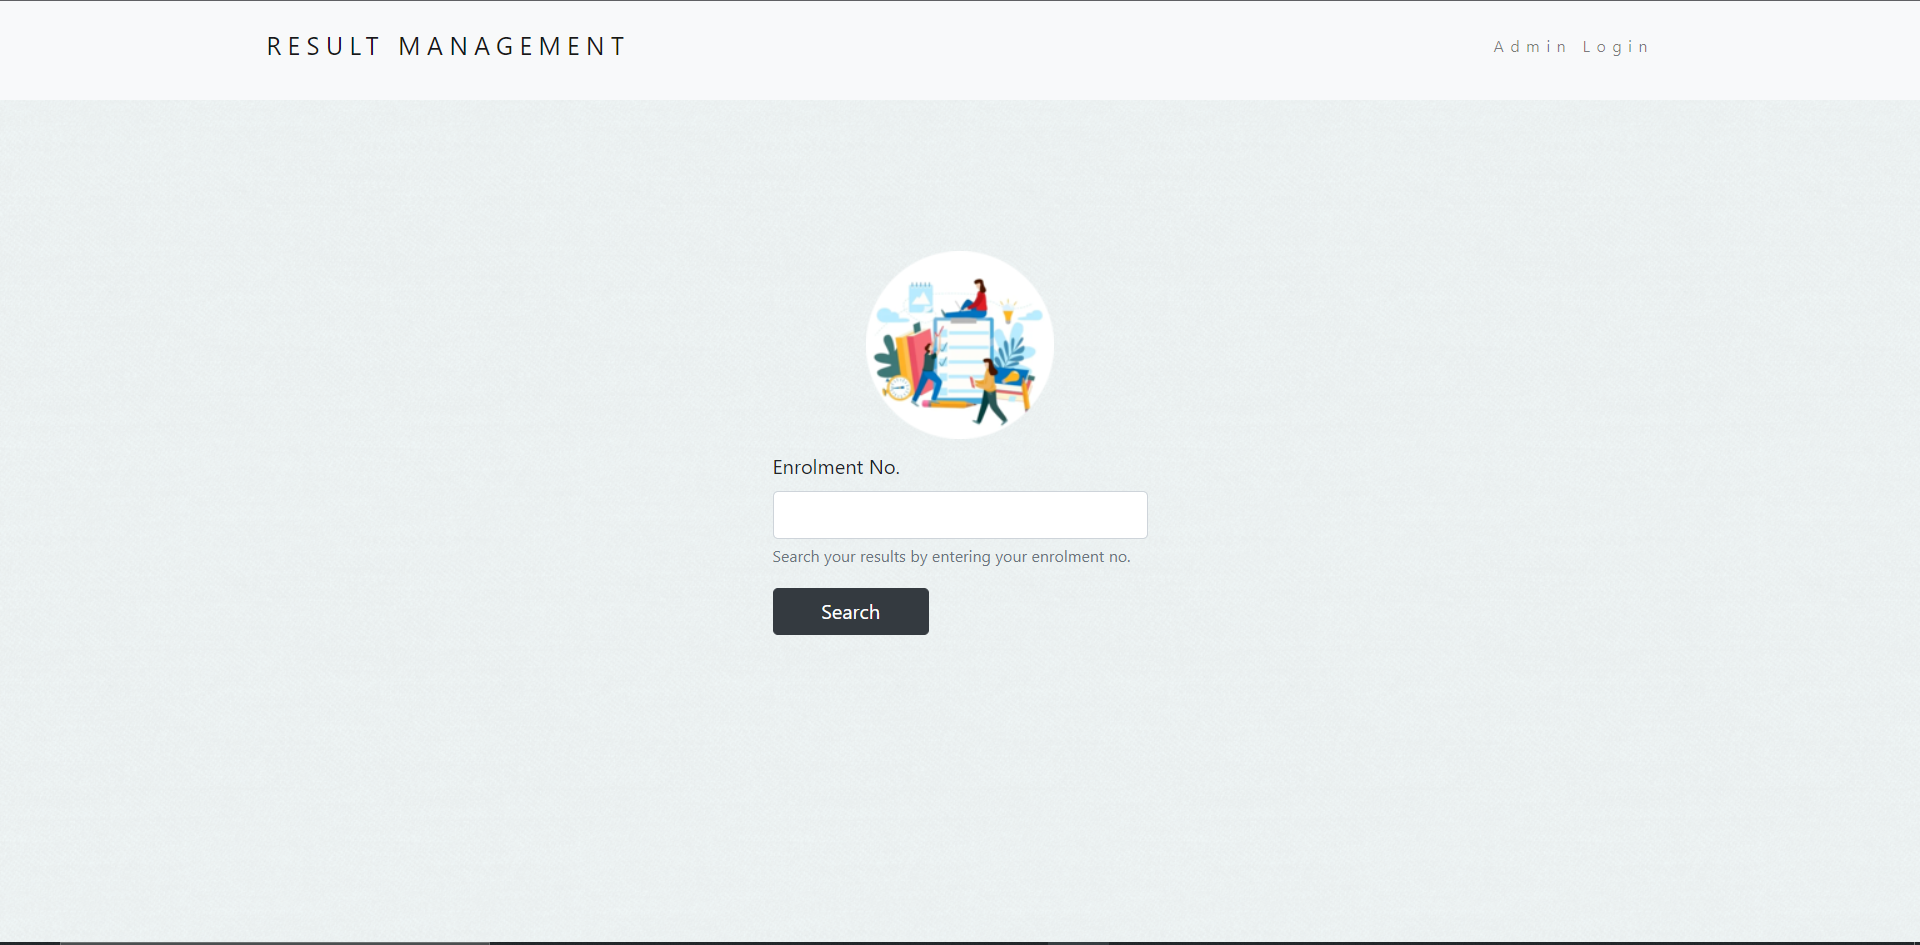 RESULT MANAGEMENT
Admin Login
Enrolment No.
Search your results by entering your enrolment no.
Search